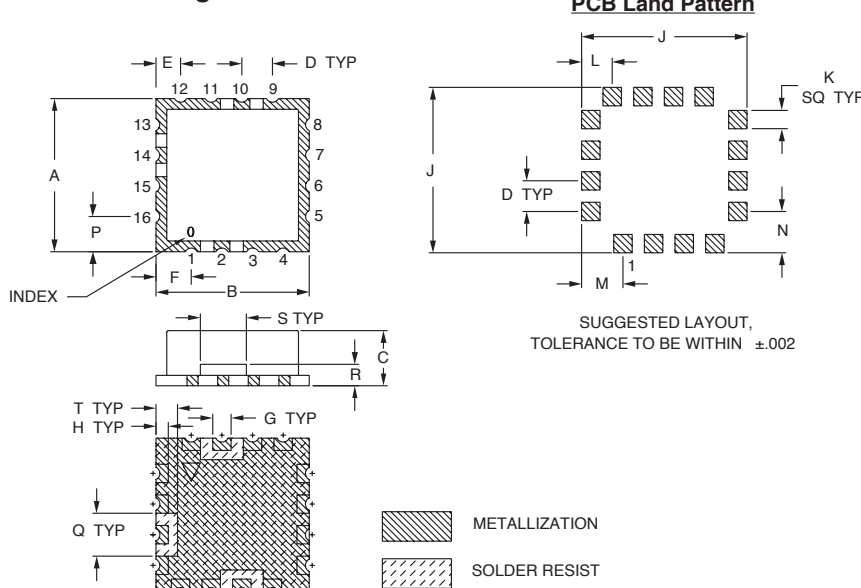 PCB Land Pattern
E
D TYP
12 11 10 9
13
14
15
16
8
7
6
5
A
P
0
1 2 3 4
F
B
INDEX
J
L
K
SQ TYP
J
D TYP
N
1
M
SUGGESTED LAYOUT,
TOLERANCE TO BE WITHIN ±.002
S TYP
C
R
T TYP
H TYP
G TYP
Q TYP
METALLIZATION
SOLDER RESIST